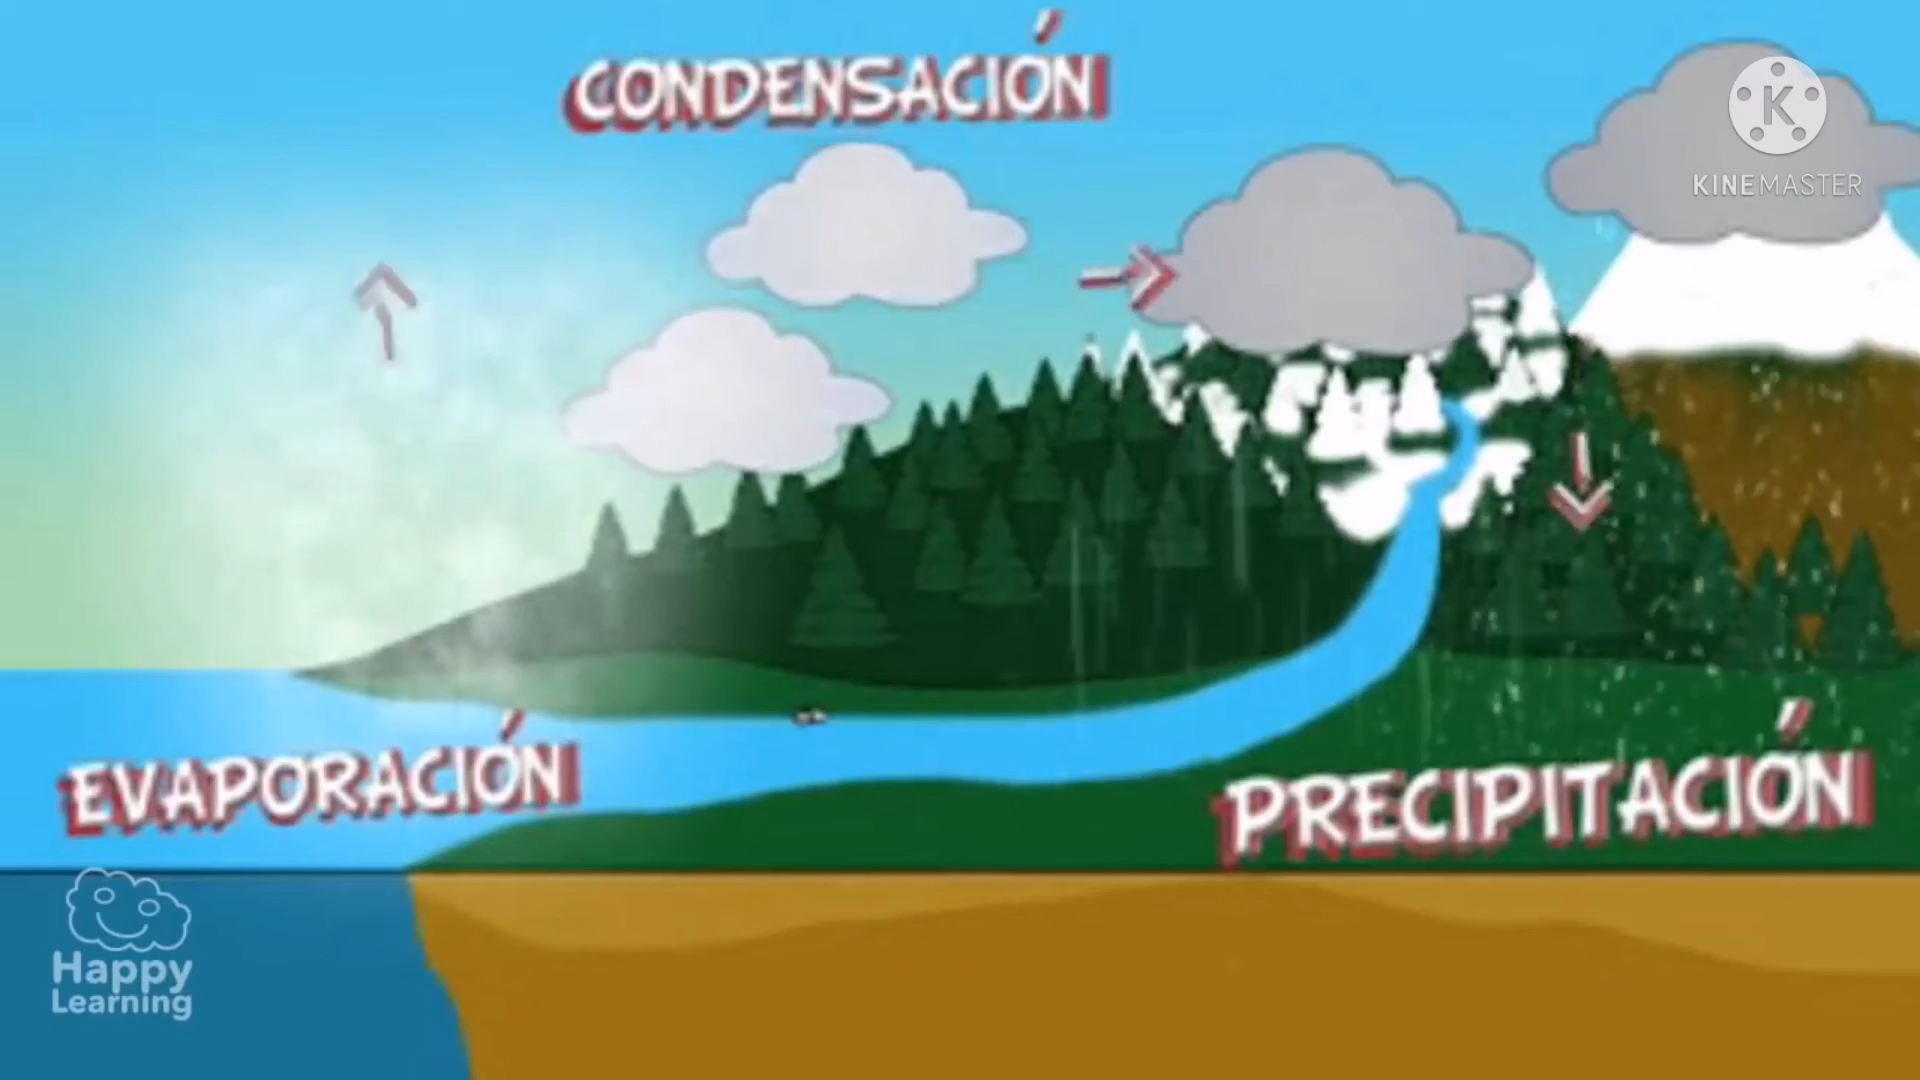 CONDENSACIÓN
K
KINEMASTER
EVAPORACIÓN
PRECIPITACIÓN
Happy
Learning